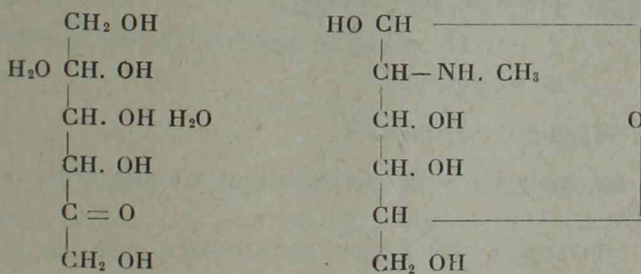 CH₂ OH HO CH
H₂O CH. OH CH–NH. CH₃
CH. OH H₂O CH. OH O
CH. OH CH. OH
C = O CH
CH₂ OH CH₂ OH